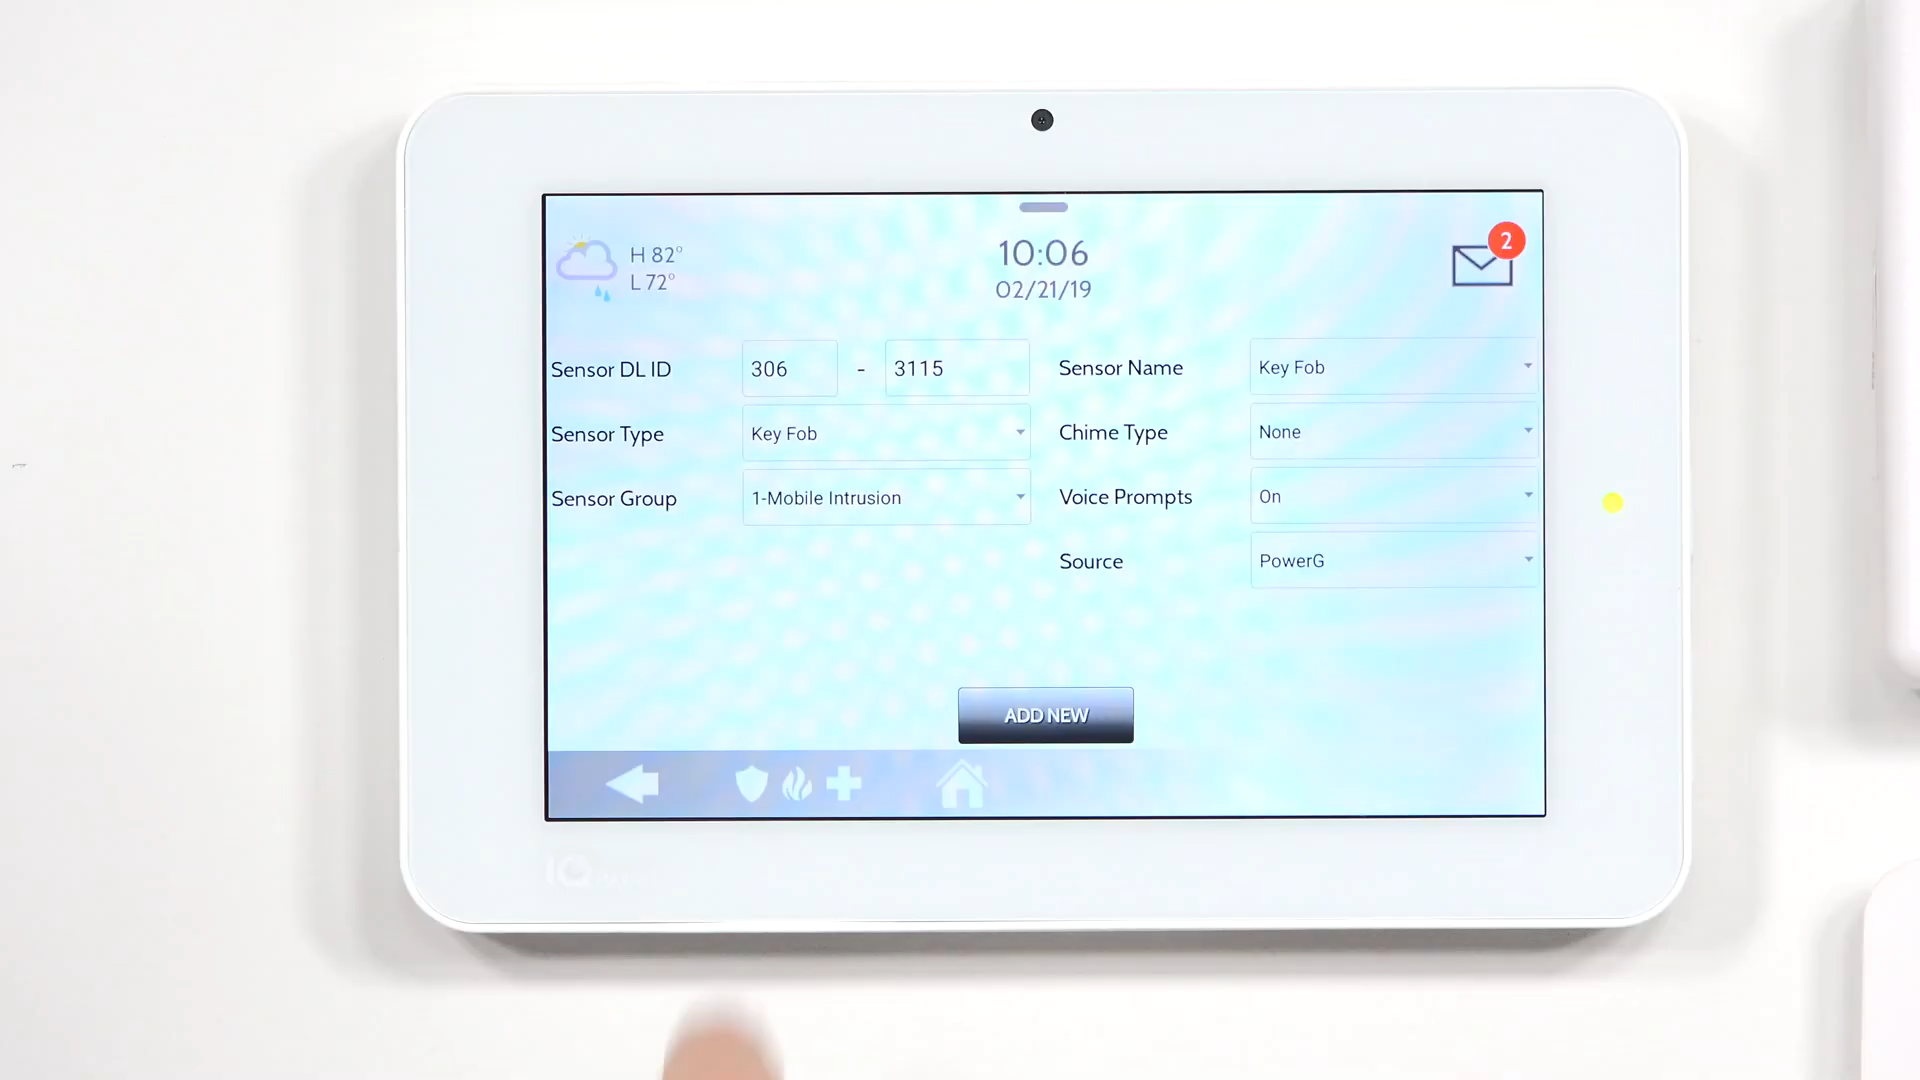 H 82°
L 72°
10:06
02/21/19
2
Sensor DL ID 306 - 3115
Sensor Name Key Fob
Sensor Type Key Fob
Chime Type None
Sensor Group 1-Mobile Intrusion
Voice Prompts On
Source PowerG
ADD NEW
IQ